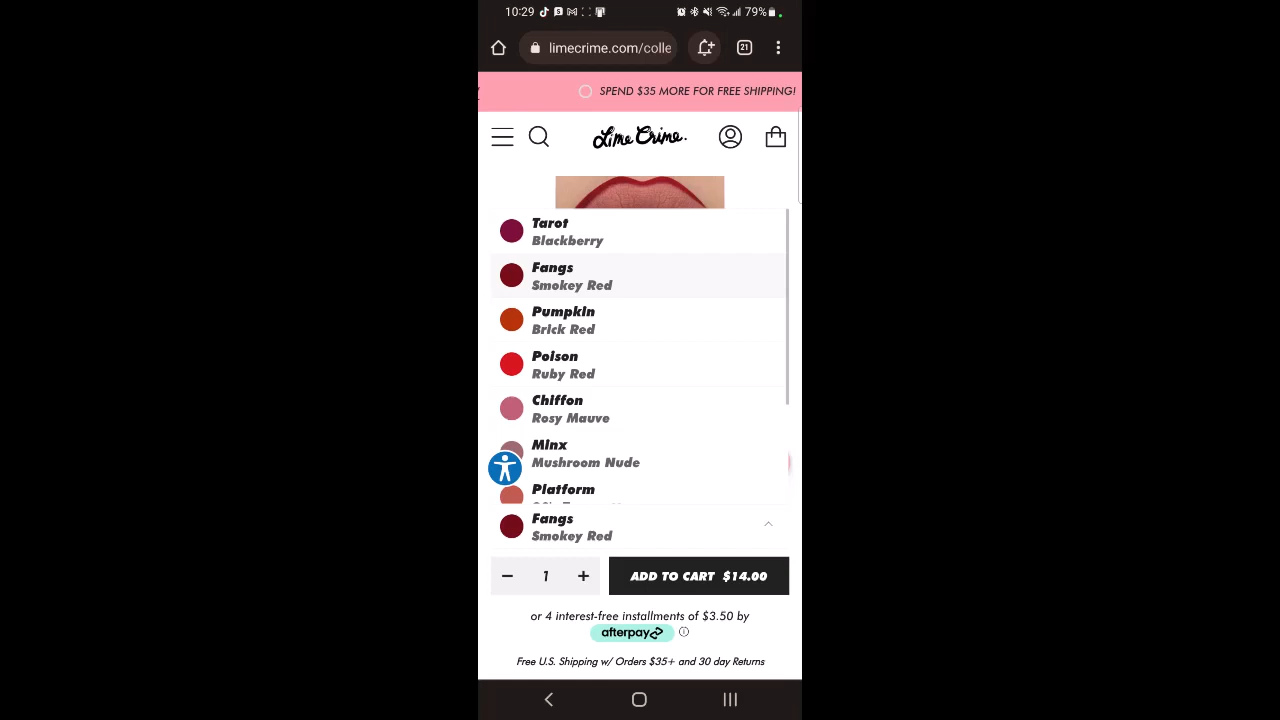 10:29
79%
limecrime.com/colle
21
SPEND $35 MORE FOR FREE SHIPPING!
Lime Crime.
Tarot
Blackberry
Fangs
Smokey Red
Pumpkin
Brick Red
Poison
Ruby Red
Chiffon
Rosy Mauve
Minx
Mushroom Nude
Platform
Fangs
Smokey Red
1
ADD TO CART $14.00
or 4 interest-free installments of $3.50 by
afterpay
Free U.S. Shipping w/ Orders $35+ and 30 day Returns